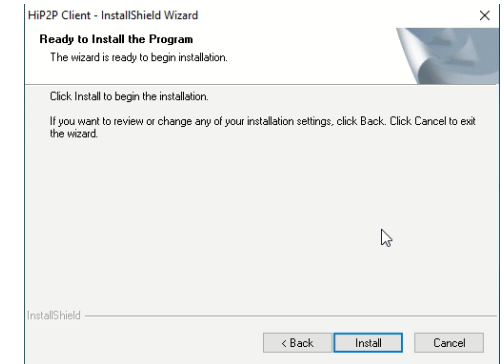 HiP2P Client - InstallShield Wizard
Ready to Install the Program
The wizard is ready to begin installation.
Click Install to begin the installation.
If you want to review or change any of your installation settings, click Back. Click Cancel to exit
the wizard.
InstallShield
< Back Install Cancel